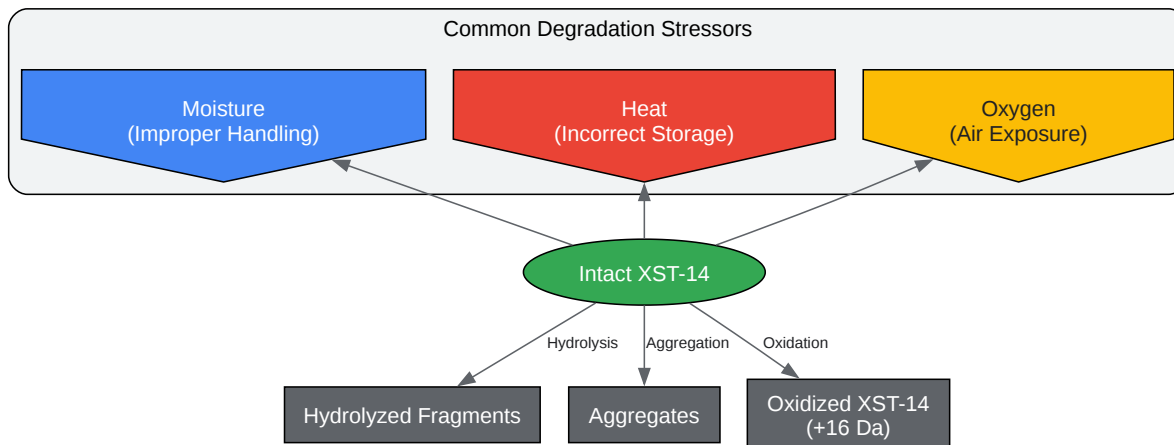 Common Degradation Stressors
Moisture
(Improper Handling)
Heat
(Incorrect Storage)
Oxygen
(Air Exposure)
Intact XST-14
Hydrolysis
Aggregation
Oxidation
Hydrolyzed Fragments
Aggregates
Oxidized XST-14
(+16 Da)